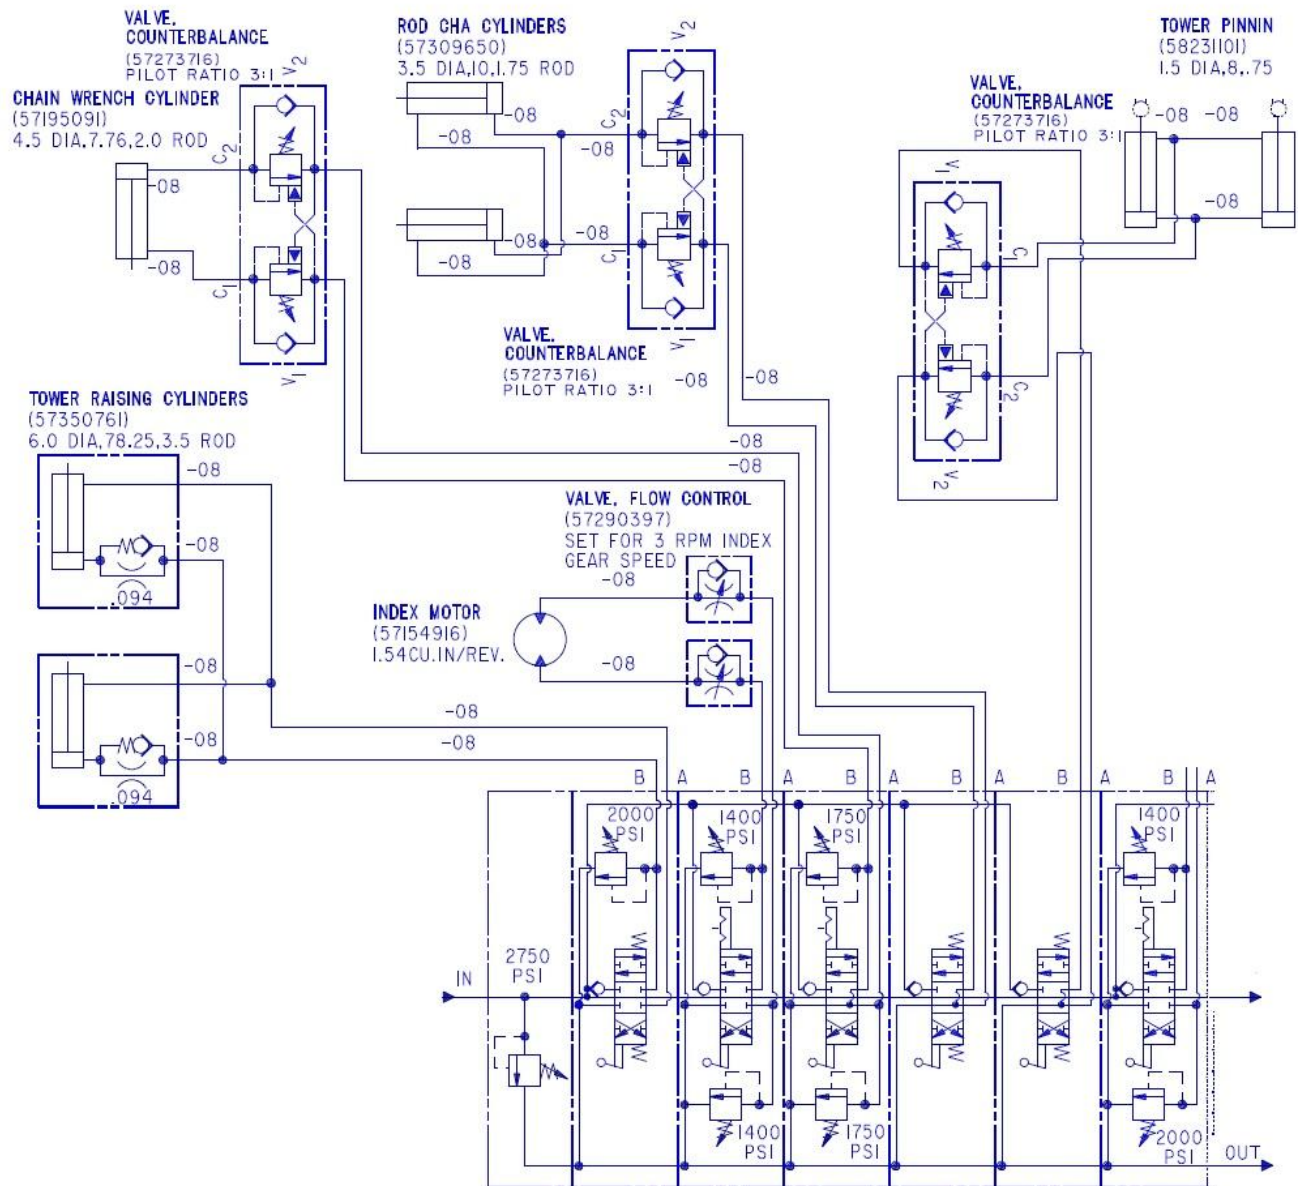 VALVE,
COUNTERBALANCE
(57273716)
PILOT RATIO 3:1
V2
CHAIN WRENCH CYLINDER
(57195091)
4.5 DIA,7.76,2.0 ROD
C2
-08
-08
C1
V1
ROD CHA CYLINDERS
(57309650)
3.5 DIA,10,1.75 ROD
V2
-08
-08
C2
-08
-08
-08
-08
C1
V1
VALVE,
COUNTERBALANCE
(57273716)
PILOT RATIO 3:1
-08
-08
TOWER PINNIN
(58231101)
1.5 DIA,8,.75
VALVE,
COUNTERBALANCE
(57273716)
PILOT RATIO 3:1
-08
-08
-08
V1
C1
C2
V2
TOWER RAISING CYLINDERS
(57350761)
6.0 DIA,78.25,3.5 ROD
-08
-08
.094
-08
-08
.094
-08
-08
-08
-08
VALVE, FLOW CONTROL
(57290397)
SET FOR 3 RPM INDEX
GEAR SPEED
-08
INDEX MOTOR
(57154916)
1.54CU.IN/REV.
-08
B A B A B A B A B A
2000
PSI
1400
PSI
1750
PSI
1400
PSI
2750
PSI
IN
1400
PSI
1750
PSI
2000
PSI
OUT